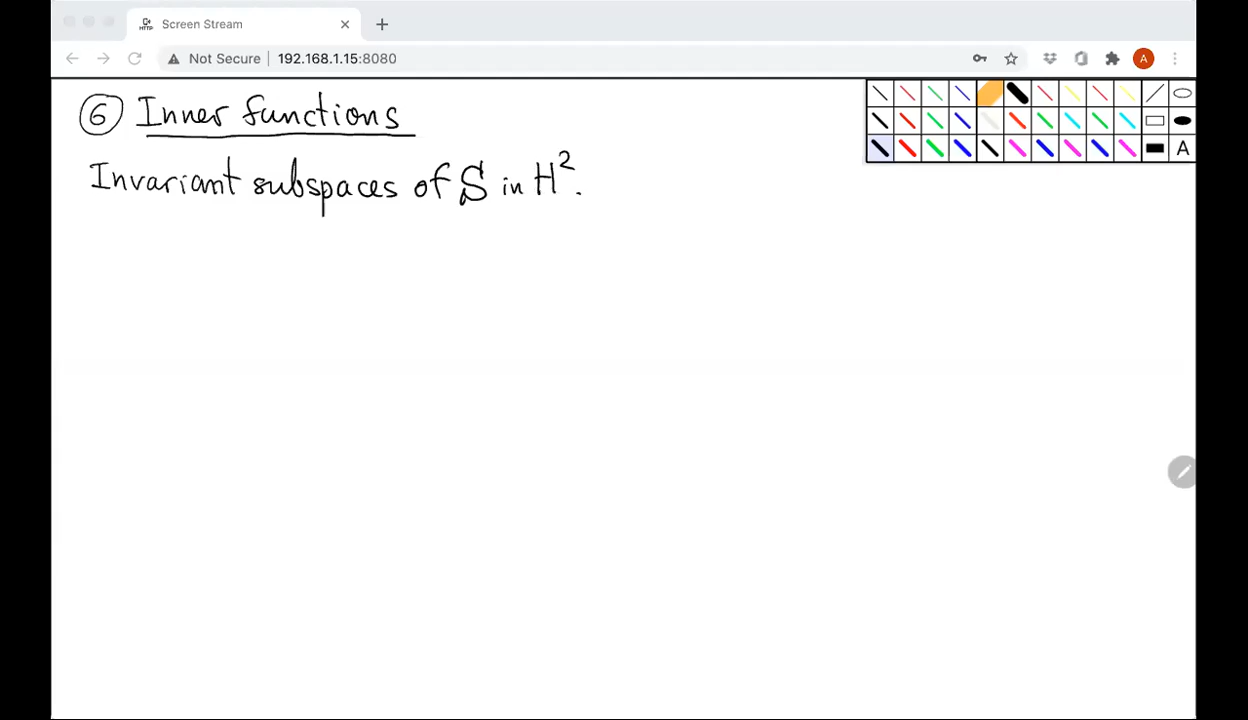 Screen Stream
Not Secure | 192.168.1.15:8080
A
A
⑥ Inner functions
Invariant subspaces of S in H².